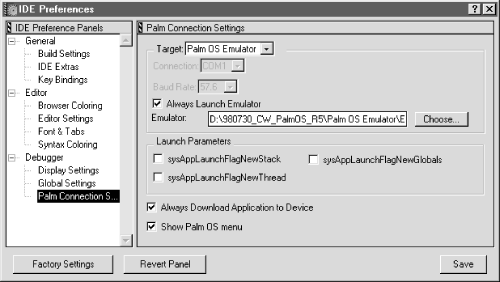 IDE Preferences
IDE Preference Panels
General
Build Settings
IDE Extras
Key Bindings
Editor
Browser Coloring
Editor Settings
Font & Tabs
Syntax Coloring
Debugger
Display Settings
Global Settings
Palm Connection S...
Palm Connection Settings
Target: Palm OS Emulator
Connection: COM1
Baud Rate: 57.6
Always Launch Emulator
Emulator: D:\980730_CW_PalmOS_R5\Palm OS Emulator\E Choose...
Launch Parameters
sysAppLaunchFlagNewStack sysAppLaunchFlagNewGlobals
sysAppLaunchFlagNewThread
Always Download Application to Device
Show Palm OS menu
Factory Settings Revert Panel Save